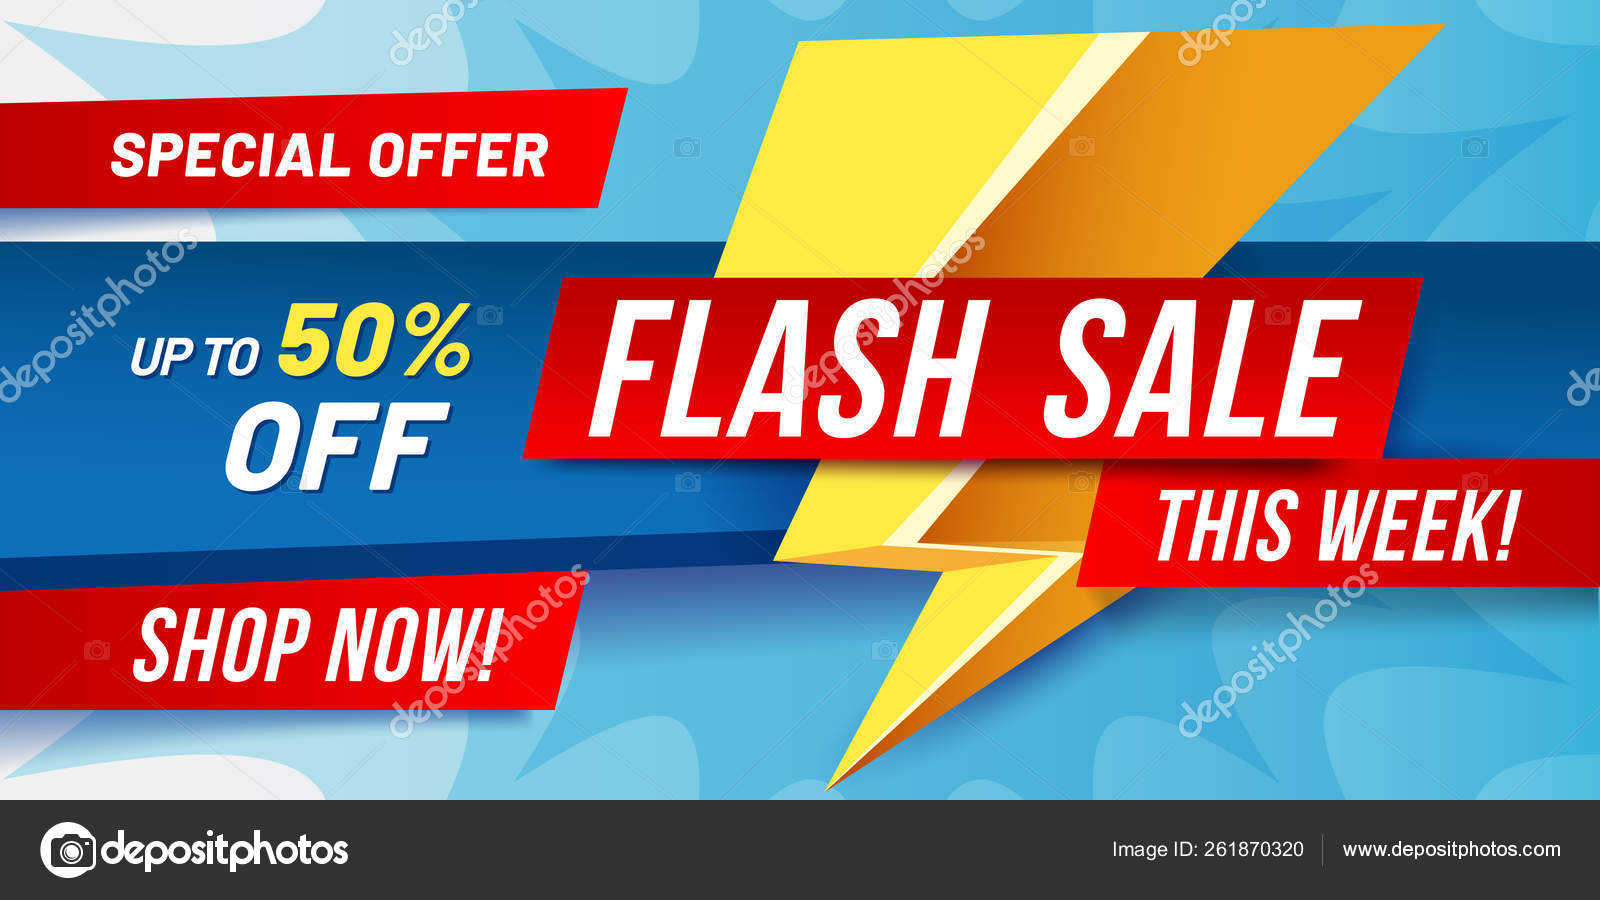 SPECIAL OFFER
UP TO 50%
OFF
FLASH SALE
THIS WEEK!
SHOP NOW!
depositphotos
Image ID: 261870320
www.depositphotos.com